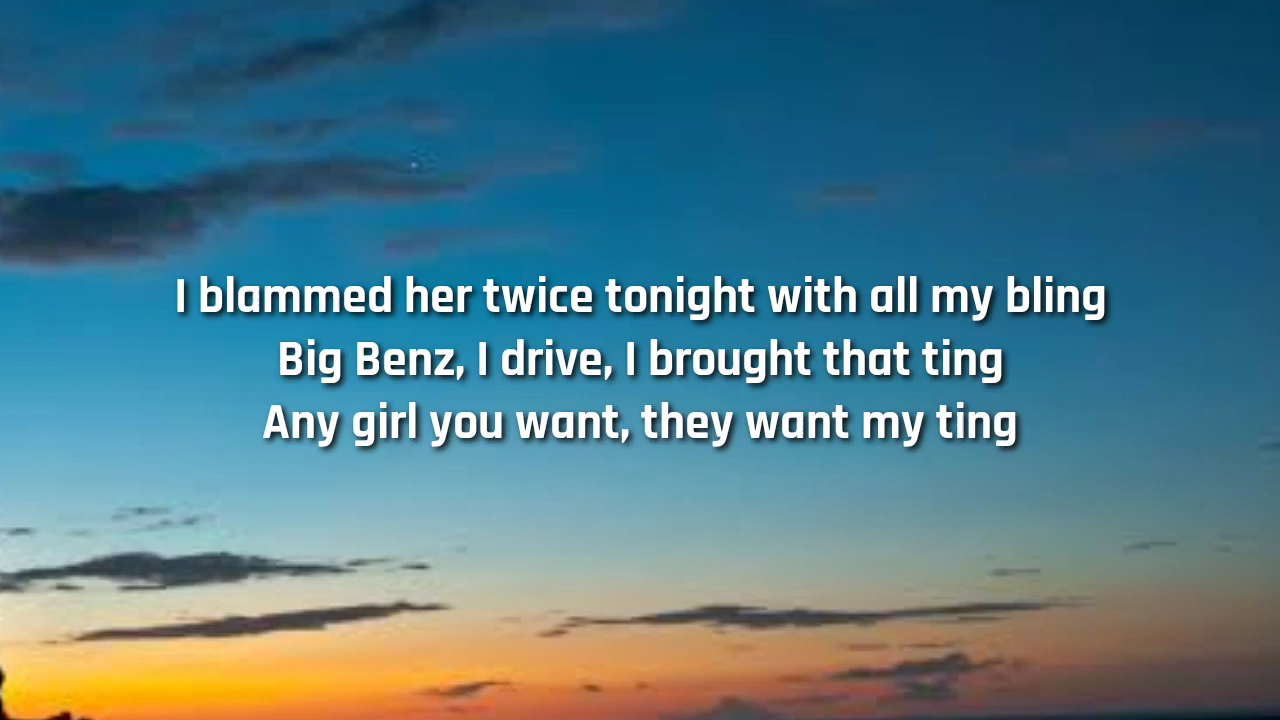 I blammed her twice tonight with all my bling
Big Benz, I drive, I brought that ting
Any girl you want, they want my ting